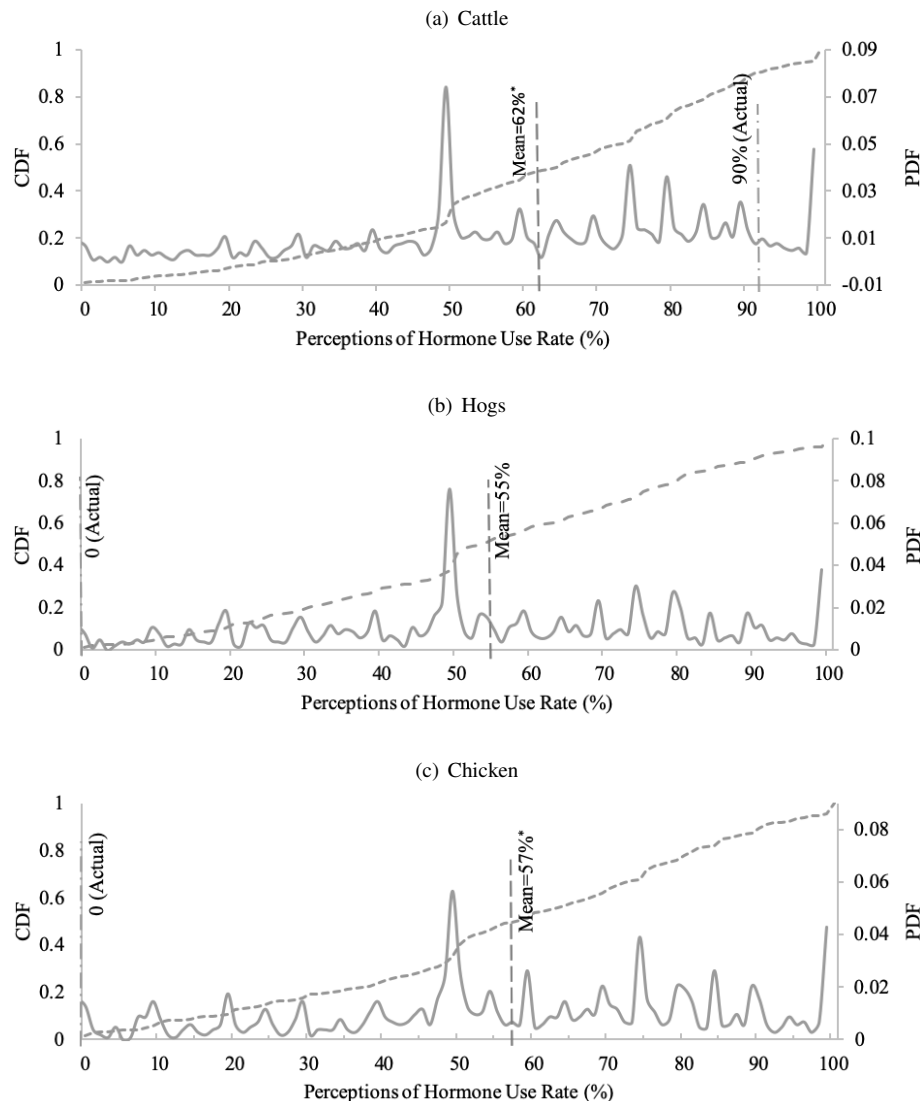 (a) Cattle
1
0.8
0.6
0.4
0.2
0
CDF
Mean=62%*
90% (Actual)
0.09
0.07
0.05
0.03
0.01
-0.01
PDF
0 10 20 30 40 50 60 70 80 90 100
Perceptions of Hormone Use Rate (%)
(b) Hogs
1
0.8
0.6
0.4
0.2
0
CDF
0 (Actual)
Mean=55%
0.1
0.08
0.06
0.04
0.02
0
PDF
0 10 20 30 40 50 60 70 80 90 100
Perceptions of Hormone Use Rate (%)
(c) Chicken
1
0.8
0.6
0.4
0.2
0
CDF
0 (Actual)
Mean=57%*
0.08
0.06
0.04
0.02
0
PDF
0 10 20 30 40 50 60 70 80 90 100
Perceptions of Hormone Use Rate (%)